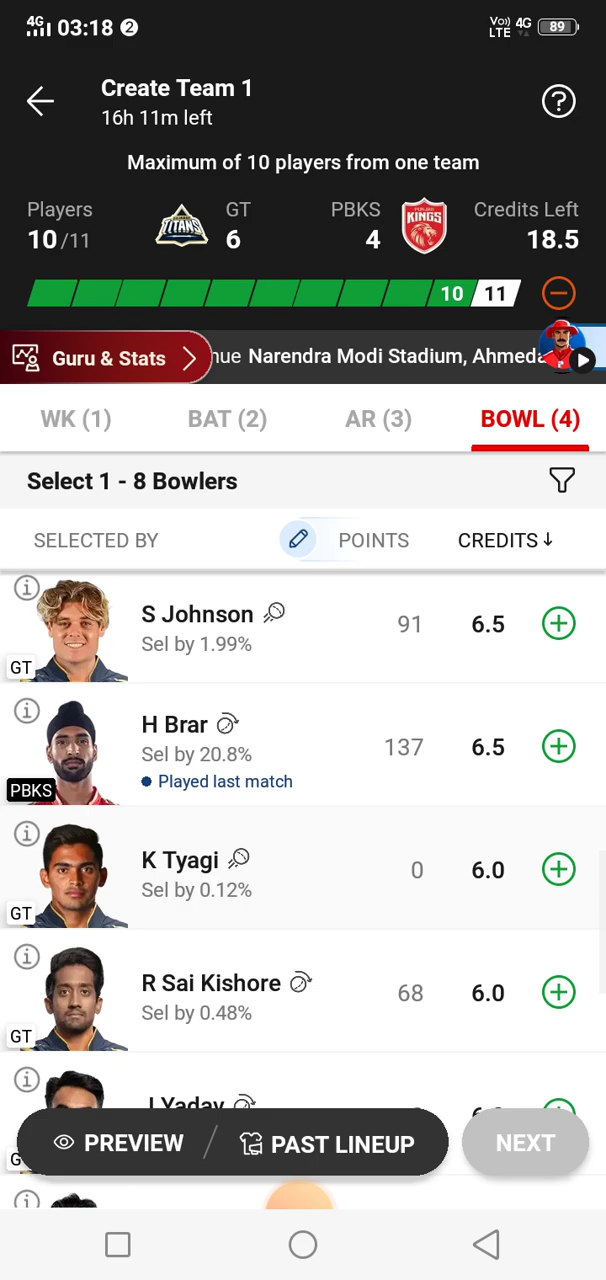 4G 03:18 2 Vo) LTE 4G 89
Create Team 1
16h 11m left
?
Maximum of 10 players from one team
Players GT PBKS Credits Left
10/11 6 4 18.5
TITANS
PUNJAB KINGS
10 11
Guru & Stats nue Narendra Modi Stadium, Ahmeda
WK (1) BAT (2) AR (3) BOWL (4)
Select 1 - 8 Bowlers
SELECTED BY POINTS CREDITS↓
S Johnson 91 6.5
Sel by 1.99%
GT
H Brar 137 6.5
Sel by 20.8%
Played last match
PBKS
K Tyagi 0 6.0
Sel by 0.12%
GT
R Sai Kishore 68 6.0
Sel by 0.48%
GT
J Yadav
PREVIEW / PAST LINEUP NEXT